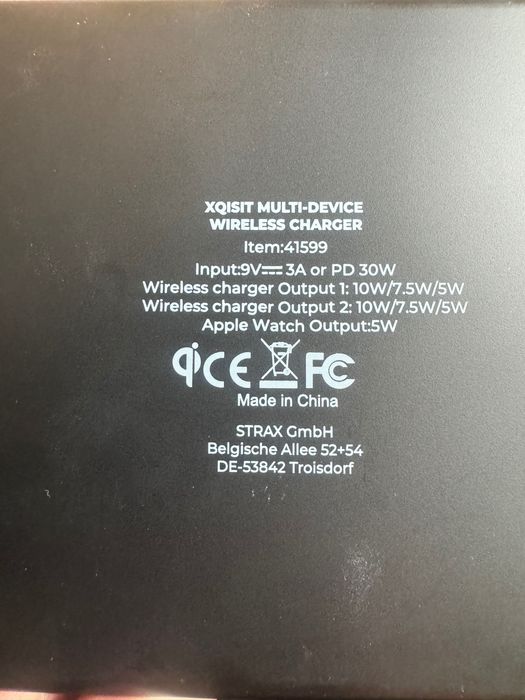 XQISIT MULTI-DEVICE
WIRELESS CHARGER
Item:41599
Input:9V⎓3A or PD 30W
Wireless charger Output 1: 10W/7.5W/5W
Wireless charger Output 2: 10W/7.5W/5W
Apple Watch Output:5W
qi CE FC
Made in China
STRAX GmbH
Belgische Allee 52+54
DE-53842 Troisdorf